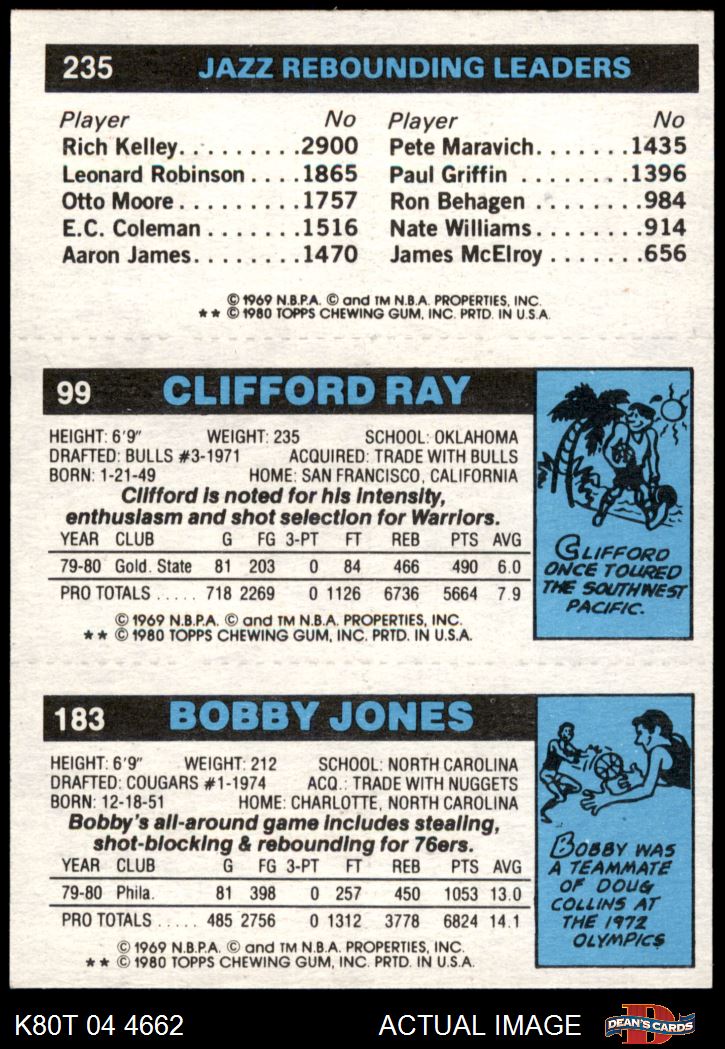 235 JAZZ REBOUNDING LEADERS
Player No Player No
Rich Kelley. . . . . . . . .2900 Pete Maravich. . . . . . .1435
Leonard Robinson . . . .1865 Paul Griffin . . . . . . . .1396
Otto Moore . . . . . . . . .1757 Ron Behagen . . . . . . . .984
E.C. Coleman . . . . . . .1516 Nate Williams. . . . . . . .914
Aaron James. . . . . . . .1470 James McElroy . . . . . . .656
© 1969 N.B.P.A. © and TM N.B.A. PROPERTIES, INC.
** © 1980 TOPPS CHEWING GUM, INC. PRTD. IN U.S.A.
99 CLIFFORD RAY
HEIGHT: 6'9" WEIGHT: 235 SCHOOL: OKLAHOMA
DRAFTED: BULLS #3-1971 ACQUIRED: TRADE WITH BULLS
BORN: 1-21-49 HOME: SAN FRANCISCO, CALIFORNIA
Clifford is noted for his intensity,
enthusiasm and shot selection for Warriors.
YEAR CLUB G FG 3-PT FT REB PTS AVG
79-80 Gold. State 81 203 0 84 466 490 6.0
PRO TOTALS . . . . . 718 2269 0 1126 6736 5664 7.9
© 1969 N.B.P.A. © and TM N.B.A. PROPERTIES, INC.
** © 1980 TOPPS CHEWING GUM, INC. PRTD. IN U.S.A.
CLIFFORD
ONCE TOURED
THE SOUTHWEST
PACIFIC.
183 BOBBY JONES
HEIGHT: 6'9" WEIGHT: 212 SCHOOL: NORTH CAROLINA
DRAFTED: COUGARS #1-1974 ACQ.: TRADE WITH NUGGETS
BORN: 12-18-51 HOME: CHARLOTTE, NORTH CAROLINA
Bobby's all-around game includes stealing,
shot-blocking & rebounding for 76ers.
YEAR CLUB G FG 3-PT FT REB PTS AVG
79-80 Phila. 81 398 0 257 450 1053 13.0
PRO TOTALS . . . . . 485 2756 0 1312 3778 6824 14.1
© 1969 N.B.P.A. © and TM N.B.A. PROPERTIES, INC.
** © 1980 TOPPS CHEWING GUM, INC. PRTD. IN U.S.A.
BOBBY WAS
A TEAMMATE
OF DOUG
COLLINS AT
THE 1972
OLYMPICS
K80T 04 4662 ACTUAL IMAGE D DEAN'S CARDS